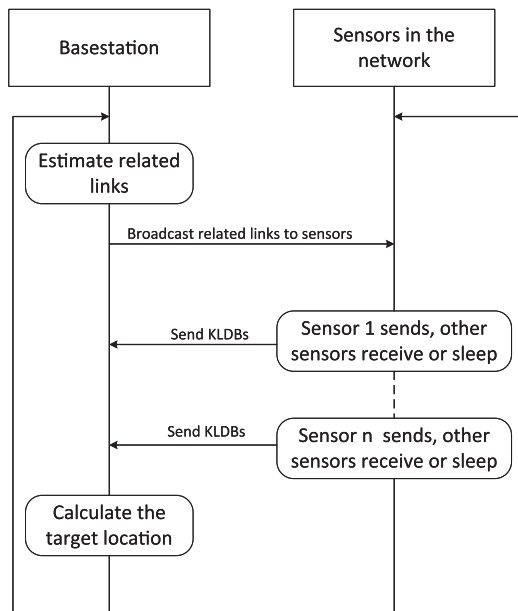 Basestation
Sensors in the
network
Estimate related
links
Broadcast related links to sensors
Sensor 1 sends, other
sensors receive or sleep
Send KLDBs
Sensor n sends, other
sensors receive or sleep
Send KLDBs
Calculate the
target location